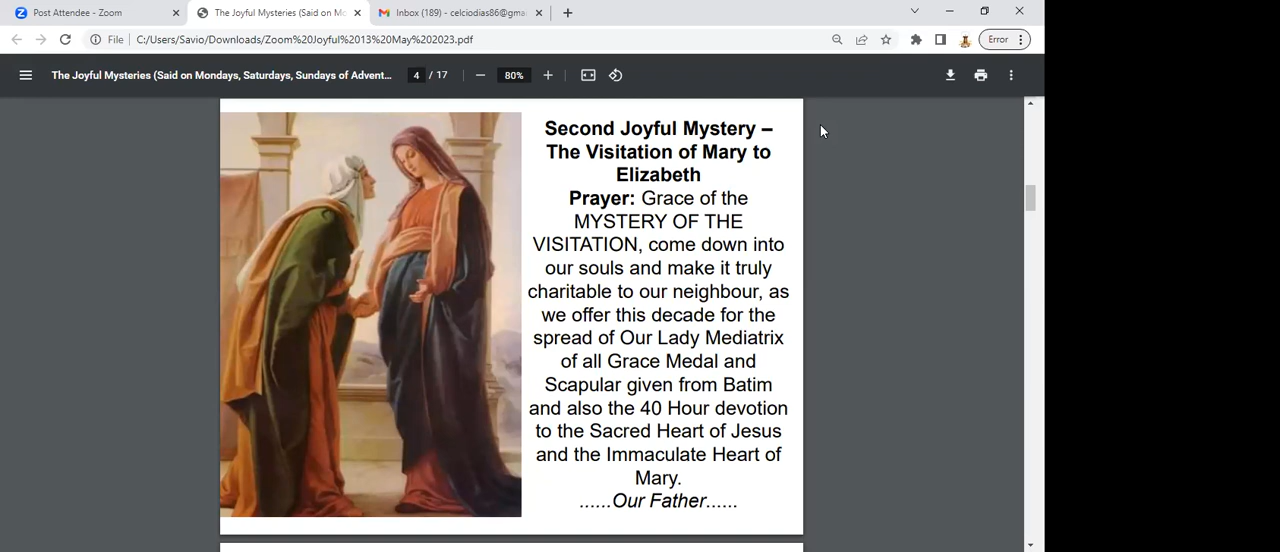 Post Attendee - Zoom
The Joyful Mysteries (Said on Mo
Inbox (189) - celciodias86@gma
File
C:/Users/Savio/Downloads/Zoom%20Joyful%2013%20May%202023.pdf
Error
The Joyful Mysteries (Said on Mondays, Saturdays, Sundays of Advent...
4 / 17
80%
Second Joyful Mystery –
The Visitation of Mary to
Elizabeth
Prayer: Grace of the
MYSTERY OF THE
VISITATION, come down into
our souls and make it truly
charitable to our neighbour, as
we offer this decade for the
spread of Our Lady Mediatrix
of all Grace Medal and
Scapular given from Batim
and also the 40 Hour devotion
to the Sacred Heart of Jesus
and the Immaculate Heart of
Mary.
......Our Father......